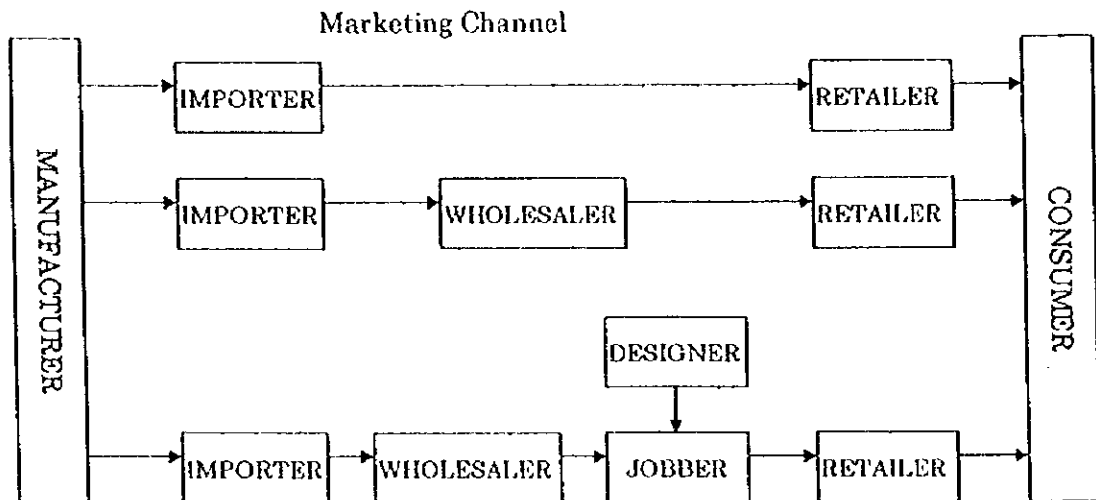 Marketing Channel
MANUFACTURER
IMPORTER
RETAILER
IMPORTER
WHOLESALER
RETAILER
DESIGNER
IMPORTER
WHOLESALER
JOBBER
RETAILER
CONSUMER